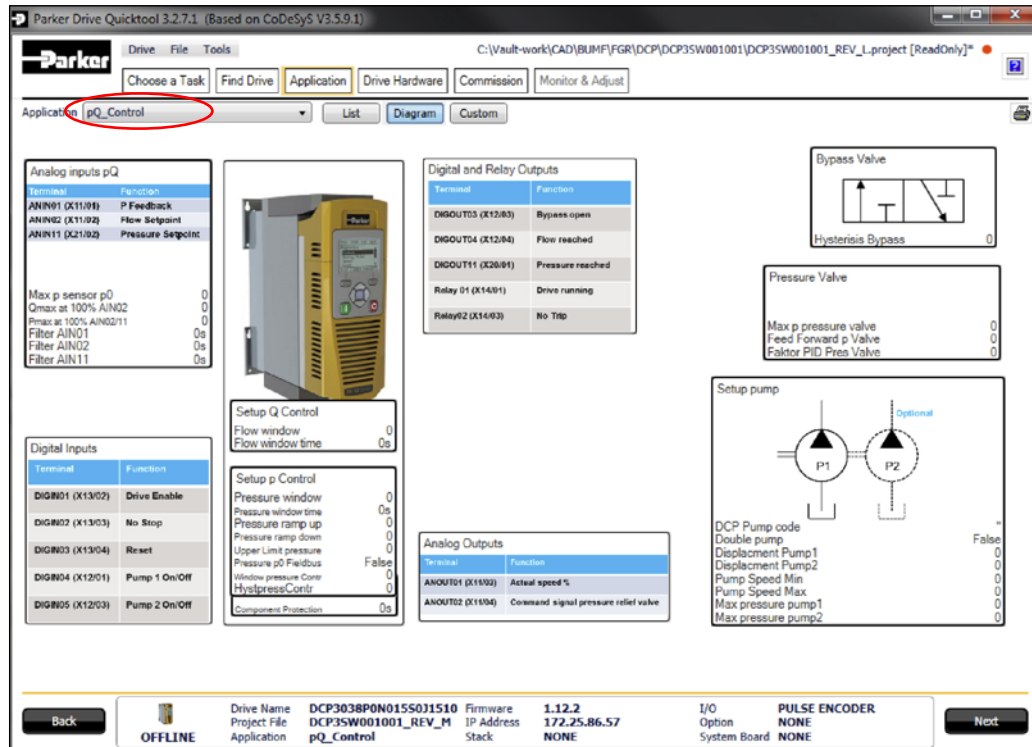 Parker Drive Quicktool 3.2.7.1 (Based on CoDeSyS V3.5.9.1)
Parker
Drive File Tools
C:\Vault-work\CAD\BUMF\FGR\DCP\DCP3SW001001\DCP3SW001001_REV_L.project [ReadOnly]*
Choose a Task Find Drive Application Drive Hardware Commission Monitor & Adjust
Application pQ_Control List Diagram Custom
Analog inputs pQ
Terminal Function
ANIN01 (X11/01) P Feedback
ANIN02 (X11/02) Flow Setpoint
ANIN11 (X21/02) Pressure Setpoint
Max p sensor p0 0
Qmax at 100% AIN02 0
Pmax at 100% AIN02/11 0
Filter AIN01 0s
Filter AIN02 0s
Filter AIN11 0s
Digital Inputs
Terminal Function
DIGIN01 (X13/02) Drive Enable
DIGIN02 (X13/03) No Stop
DIGIN03 (X13/04) Reset
DIGIN04 (X12/01) Pump 1 On/Off
DIGIN05 (X12/03) Pump 2 On/Off
Parker
Setup Q Control
Flow window 0
Flow window time 0s
Setup p Control
Pressure window 0
Pressure window time 0s
Pressure ramp up 0
Pressure ramp down 0
Upper Limit pressure 0
Pressure p0 Fieldbus False
Window pressure Contr 0
HystpressContr 0
Component Protection 0s
Digital and Relay Outputs
Terminal Function
DIGOUT03 (X12/03) Bypass open
DIGOUT04 (X12/04) Flow reached
DIGOUT11 (X20/01) Pressure reached
Relay 01 (X14/01) Drive running
Relay02 (X14/03) No Trip
Analog Outputs
Terminal Function
ANOUT01 (X11/03) Actual speed %
ANOUT02 (X11/04) Command signal pressure relief valve
Bypass Valve
Hysterisis Bypass 0
Pressure Valve
Max p pressure valve 0
Feed Forward p Valve 0
Faktor PID Pres Valve 0
Setup pump
Optional
P1 P2
DCP Pump code "
Double pump False
Displacment Pump1 0
Displacment Pump2 0
Pump Speed Min 0
Pump Speed Max 0
Max pressure pump1 0
Max pressure pump2 0
Back
OFFLINE
Drive Name DCP3038P0N015S0J1510 Firmware 1.12.2 I/O PULSE ENCODER
Project File DCP3SW001001_REV_M IP Address 172.25.86.57 Option NONE
Application pQ_Control Stack NONE System Board NONE
Next